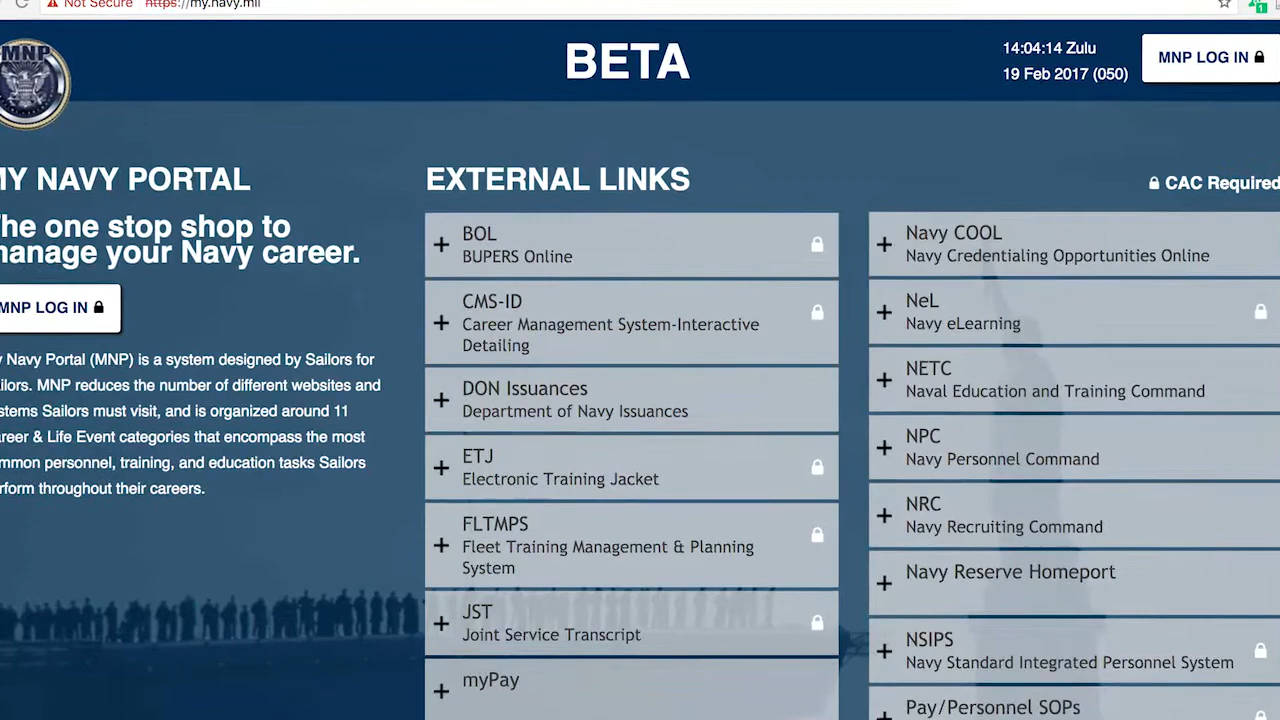 Not Secure https://my.navy.mil
MNP
BETA
14:04:14 Zulu
19 Feb 2017 (050)
MNP LOG IN
MY NAVY PORTAL
The one stop shop to
manage your Navy career.
MNP LOG IN
y Navy Portal (MNP) is a system designed by Sailors for
ilors. MNP reduces the number of different websites and
stems Sailors must visit, and is organized around 11
reer & Life Event categories that encompass the most
mmon personnel, training, and education tasks Sailors
rform throughout their careers.
EXTERNAL LINKS
CAC Required
+ BOL
BUPERS Online
+ CMS-ID
Career Management System-Interactive
Detailing
+ DON Issuances
Department of Navy Issuances
+ ETJ
Electronic Training Jacket
+ FLTMPS
Fleet Training Management & Planning
System
+ JST
Joint Service Transcript
+ myPay
+ Navy COOL
Navy Credentialing Opportunities Online
+ NeL
Navy eLearning
+ NETC
Naval Education and Training Command
+ NPC
Navy Personnel Command
+ NRC
Navy Recruiting Command
+ Navy Reserve Homeport
+ NSIPS
Navy Standard Integrated Personnel System
+ Pay/Personnel SOPs